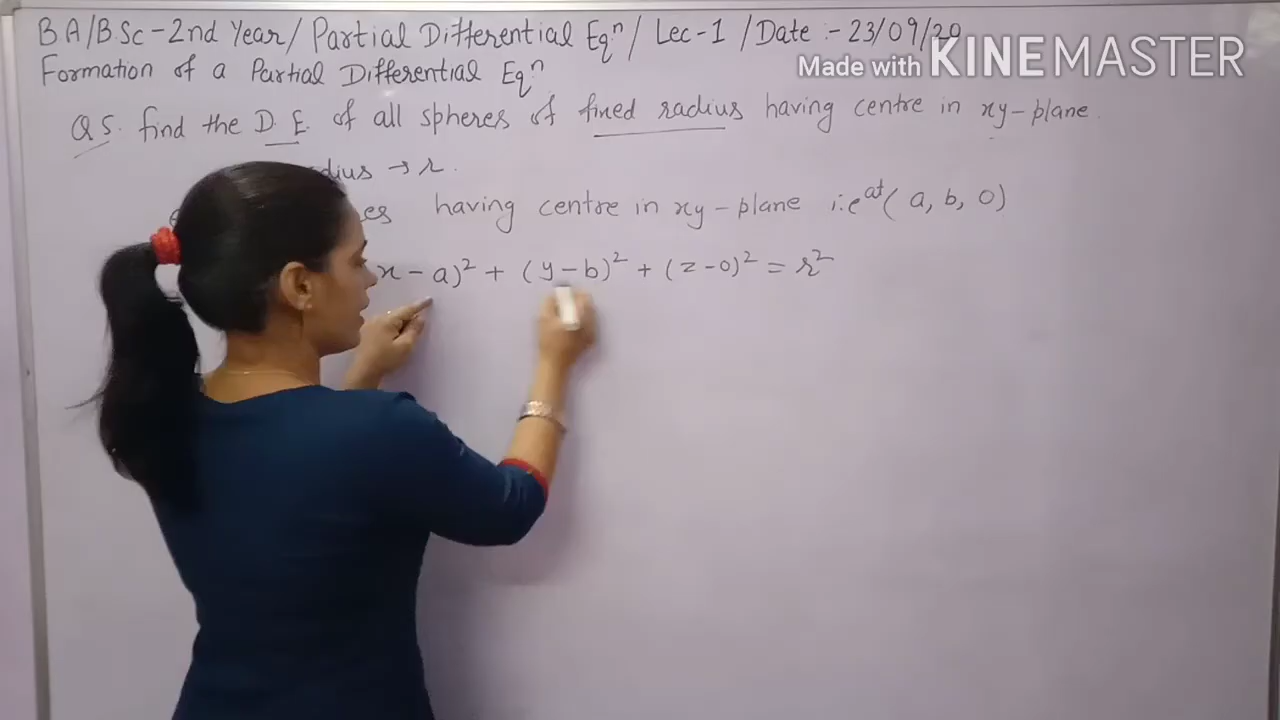 B.A/B.Sc-2nd Year/ Partial Differential Eqⁿ/ Lec-1 /Date :- 23/09/20
Made with KINEMASTER
Formation of a Partial Differential Eqⁿ
Q5. find the D.E. of all spheres of fixed radius having centre in xy-plane.
→ r.
having centre in xy-plane i.e at (a, b, 0)
x-a)² + (y-b)² + (z-0)² = r²